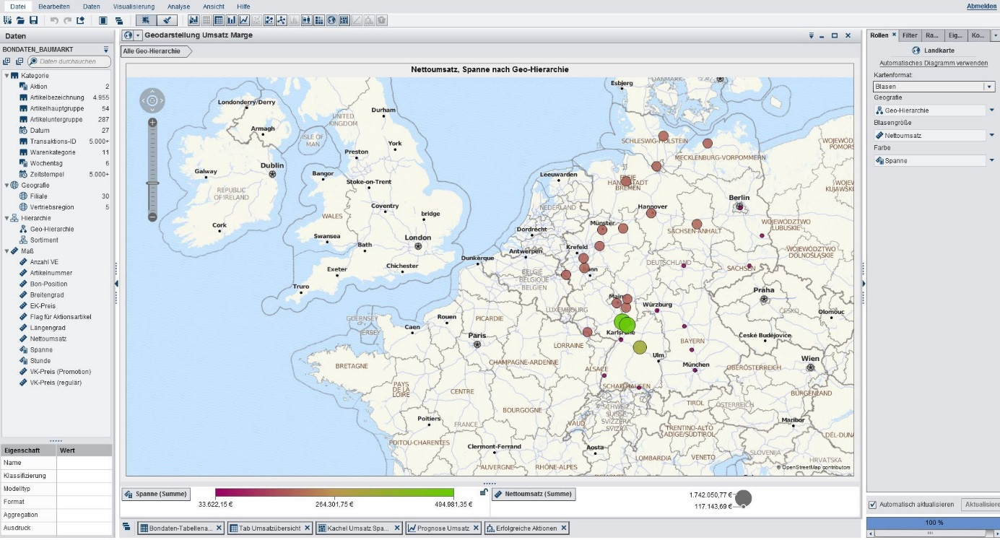 Datei Bearbeiten Daten Visualisierung Analyse Ansicht Hilfe Abmelden
Daten
BONDATEN_BAUMARKT
Daten durchsuchen
Kategorie
Aktion 2
Artikelbezeichnung 4.955
Artikelhauptgruppe 54
Artikeluntergruppe 287
Datum 27
Transaktions-ID 5.000+
Warenkategorie 11
Wochentag 6
Zeitstempel 5.000+
Geografie
Filiale 30
Vertriebsregion 5
Hierarchie
Geo-Hierarchie
Sortiment
Maß
Anzahl VE
Artikelnummer
Bon-Position
Breitengrad
EK-Preis
Flag für Aktionsartikel
Längengrad
Nettoumsatz
Spanne
Stunde
VK-Preis (Promotion)
VK-Preis (regulär)
Eigenschaft Wert
Name
Klassifizierung
Modelltyp
Format
Aggregation
Ausdruck
Geodarstellung Umsatz Marge
Alle Geo-Hierarchie
Nettoumsatz, Spanne nach Geo-Hierarchie
DANMARK
Esbjerg
Londonderry/Derry
Durham
UNITED
KINGDOM
Armagh
ISLE OF
MAN
SCHLESWIG-HOLSTEIN
York
Preston
MECKLENBURG-VORPOMMERN
Dublin
Galway
Bangor
Leeuwarden
Stoke-on-Trent
REPUBLIC
OF IRELAND
Berlin
Coventry
NEDERLAND
Hannover
WALES
bridge
Cork
Münster
WOJEWÓDZTWO
LUBUSKIE
Dordrecht
SACHSEN-ANHALT
Swansea
London
Bath
Krefeld
Antwerpen
WOJEWÓDZTWO
DOLNOŚLĄSKIE
Dunkerque
DEUTSCHLAND
Exeter
Chichester
BELGIË
BELGIQUE
BELGIEN
SACHSEN
Truro
Praha
Würzburg
LUXEMBOURG
ČESKO
Olomouc
GUERNSEY
Rouen
PICARDIE
Caen
JERSEY
Karlsruhe
Paris
České Budějovice
BAYERN
LORRAINE
Ulm
Wien
CHAMPAGNE-ARDENNE
BRETAGNE
München
OBERÖSTERREICH
ALSACE
PAYS
DE LA
LOIRE
CENTRE
SCHAFFHAUSEN
BURGENLAND
TIROL
ÖSTERREICH
BOURGOGNE
SCHWEIZ
SUISSE
SVIZZERA
SVIZRA
Poitiers
FRANCE
VAUD
Maribor
TRENTINO-ALTO
ADIGE/SÜDTIROL
POITOU-CHARENTES
Clermont-Ferrand
Aosta
SLOVENIJA
LOMBARDIA
VENETO
HRVATSKA
AUVERGNE
RHÔNE-ALPES
© OpenStreetMap contributors
Spanne (Summe)
33.622,15 € 264.301,75 € 494.981,35 €
Nettoumsatz (Summe)
1.742.050,77 €
117.143,69 €
Bondaten-Tabellena... Tab Umsatzübersicht Kachel Umsatz Spa... Prognose Umsatz Erfolgreiche Aktionen
Rollen Filter Ra... Eig... Ko...
Landkarte
Automatisches Diagramm verwenden
Kartenformat:
Blasen
Geografie
Geo-Hierarchie
Blasengröße
Nettoumsatz
Farbe
Spanne
Automatisch aktualisieren Aktualisiere
100 %